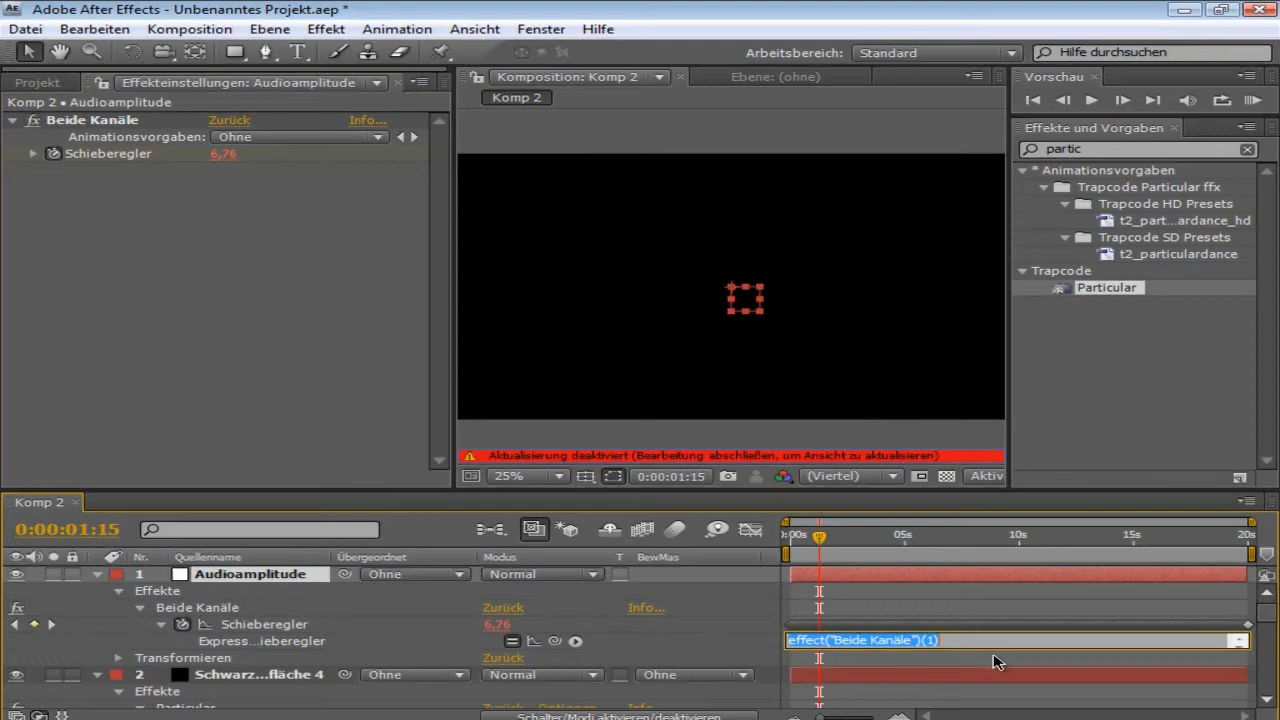 Adobe After Effects - Unbenanntes Projekt.aep *
Datei Bearbeiten Komposition Ebene Effekt Animation Ansicht Fenster Hilfe
Arbeitsbereich: Standard Hilfe durchsuchen
Projekt Effekteinstellungen: Audioamplitude
Komp 2 • Audioamplitude
fx Beide Kanäle Zurück Info...
Animationsvorgaben: Ohne
Schieberegler 6,76
Komposition: Komp 2 Ebene: (ohne)
Komp 2
Aktualisierung deaktiviert (Bearbeitung abschließen, um Ansicht zu aktualisieren)
25% 0:00:01:15 (Viertel) Aktiv
Vorschau
Effekte und Vorgaben
partic
* Animationsvorgaben
Trapcode Particular ffx
Trapcode HD Presets
t2_part...ardance_hd
Trapcode SD Presets
t2_particulardance
Trapcode
Particular
Komp 2
0:00:01:15
:00s 05s 10s 15s 20s
Nr. Quellenname Übergeordnet Modus T BewMas
1 Audioamplitude Ohne Normal
Effekte
fx Beide Kanäle Zurück Info...
Schieberegler 6,76
Express...ieberegler effect("Beide Kanäle")(1)
Transformieren Zurück
2 Schwarz...fläche 4 Ohne Normal Ohne
Effekte
Particular Zurück Optionen
Schalter/Modi aktivieren/deaktivieren